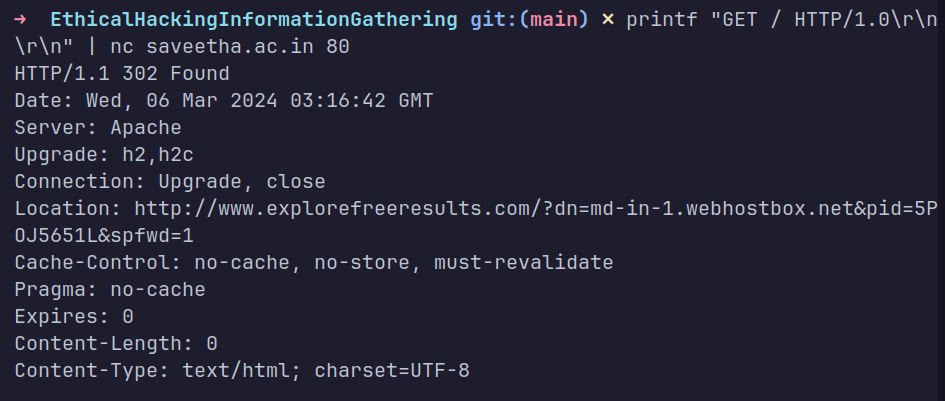 → EthicalHackingInformationGathering git:(main) × printf "GET / HTTP/1.0\r\n
\r\n" | nc saveetha.ac.in 80
HTTP/1.1 302 Found
Date: Wed, 06 Mar 2024 03:16:42 GMT
Server: Apache
Upgrade: h2,h2c
Connection: Upgrade, close
Location: http://www.explorefreeresults.com/?dn=md-in-1.webhostbox.net&pid=5P
OJ5651L&spfwd=1
Cache-Control: no-cache, no-store, must-revalidate
Pragma: no-cache
Expires: 0
Content-Length: 0
Content-Type: text/html; charset=UTF-8